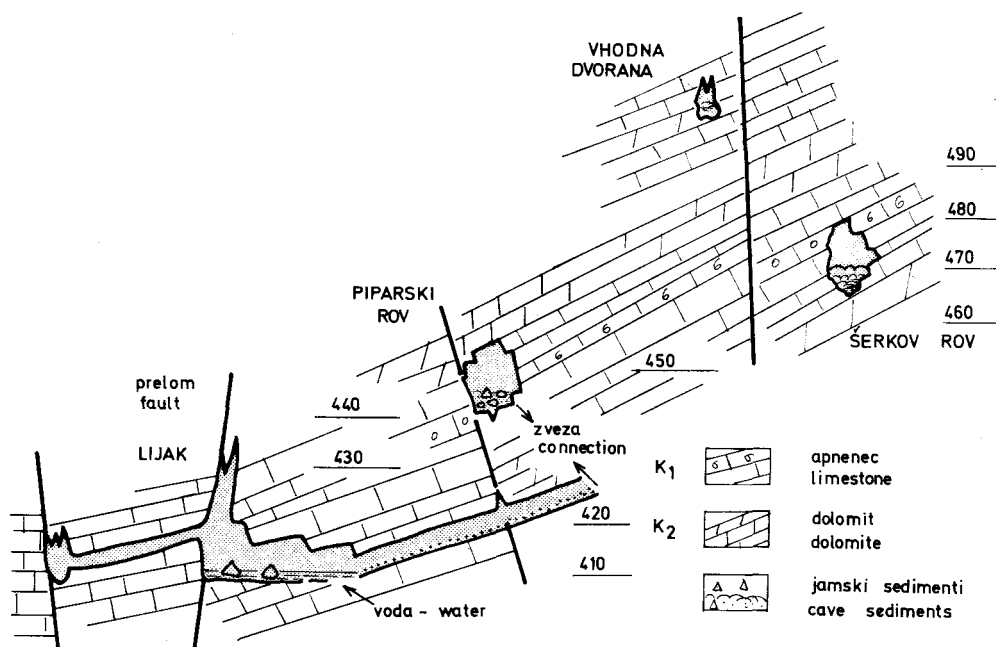 VHODNA
DVORANA
490
480
470
460
ŠERKOV ROV
450
PIPARSKI
ROV
prelom
fault
440
LIJAK
430
zveza
connection
420
410
voda - water
K₁
apnenec
limestone
K₂
dolomit
dolomite
jamski sedimenti
cave sediments